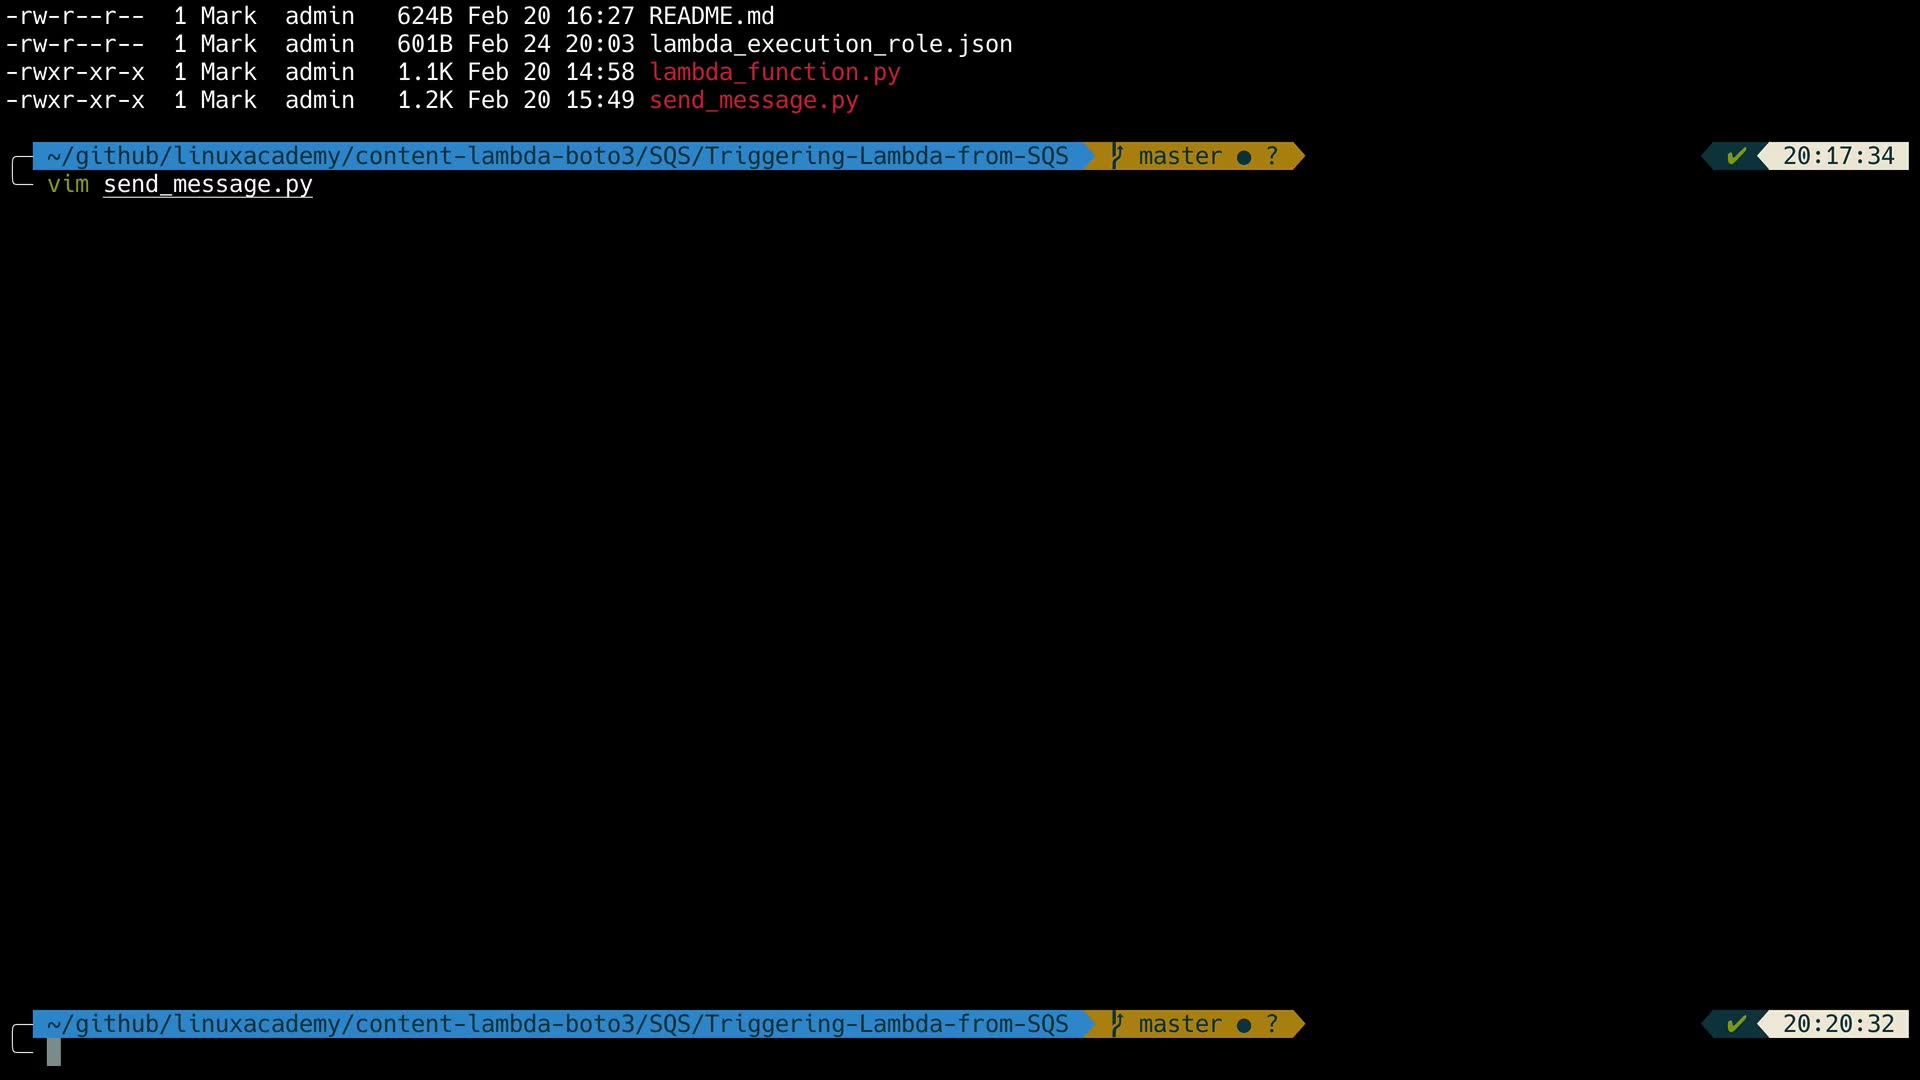 -rw-r--r--  1 Mark  admin   624B Feb 20 16:27 README.md
-rw-r--r--  1 Mark  admin   601B Feb 24 20:03 lambda_execution_role.json
-rwxr-xr-x  1 Mark  admin   1.1K Feb 20 14:58 lambda_function.py
-rwxr-xr-x  1 Mark  admin   1.2K Feb 20 15:49 send_message.py
~/github/linuxacademy/content-lambda-boto3/SQS/Triggering-Lambda-from-SQS master ● ? ✔ 20:17:34
vim send_message.py
~/github/linuxacademy/content-lambda-boto3/SQS/Triggering-Lambda-from-SQS master ● ? ✔ 20:20:32